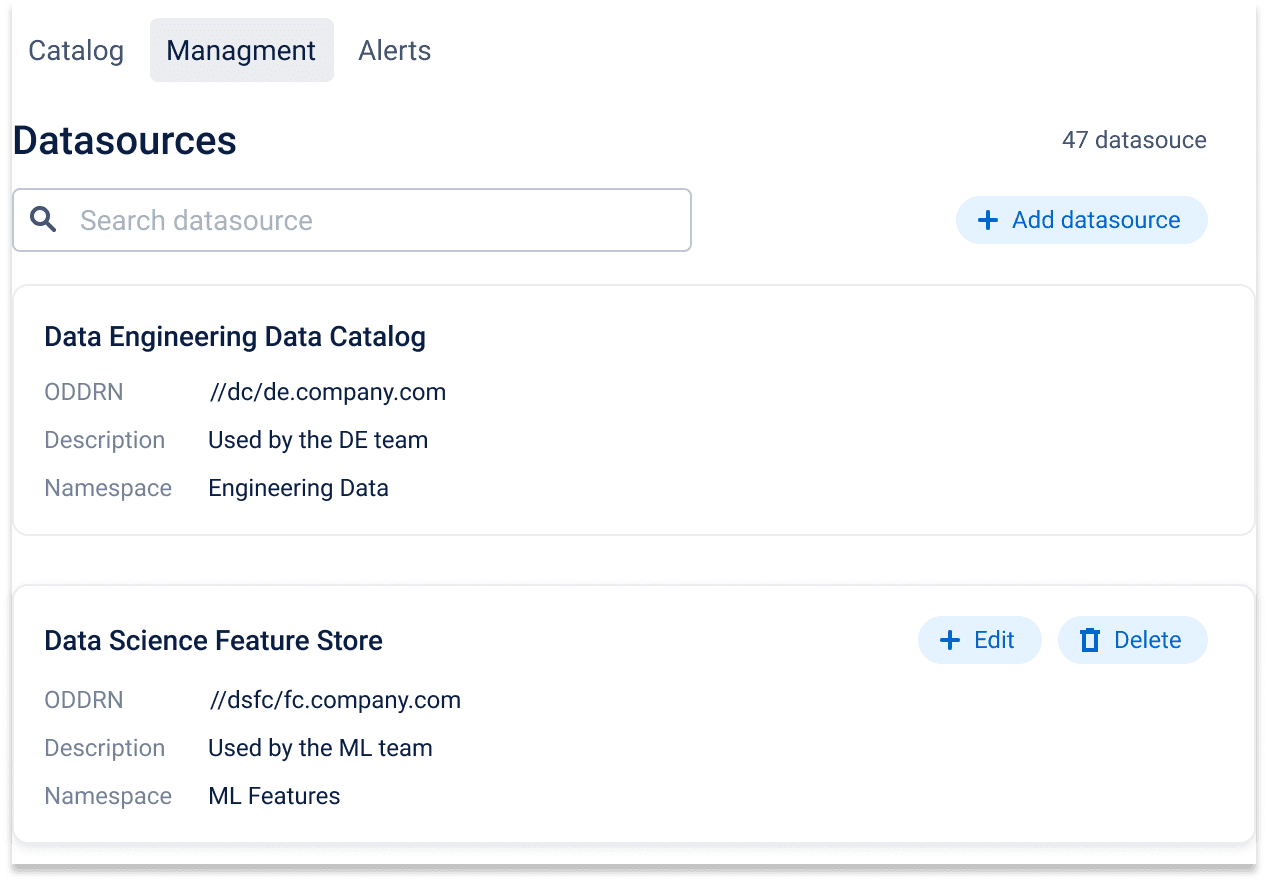 Catalog Managment Alerts
Datasources 47 datasouce
Search datasource + Add datasource
Data Engineering Data Catalog
ODDRN //dc/de.company.com
Description Used by the DE team
Namespace Engineering Data
Data Science Feature Store + Edit Delete
ODDRN //dsfc/fc.company.com
Description Used by the ML team
Namespace ML Features